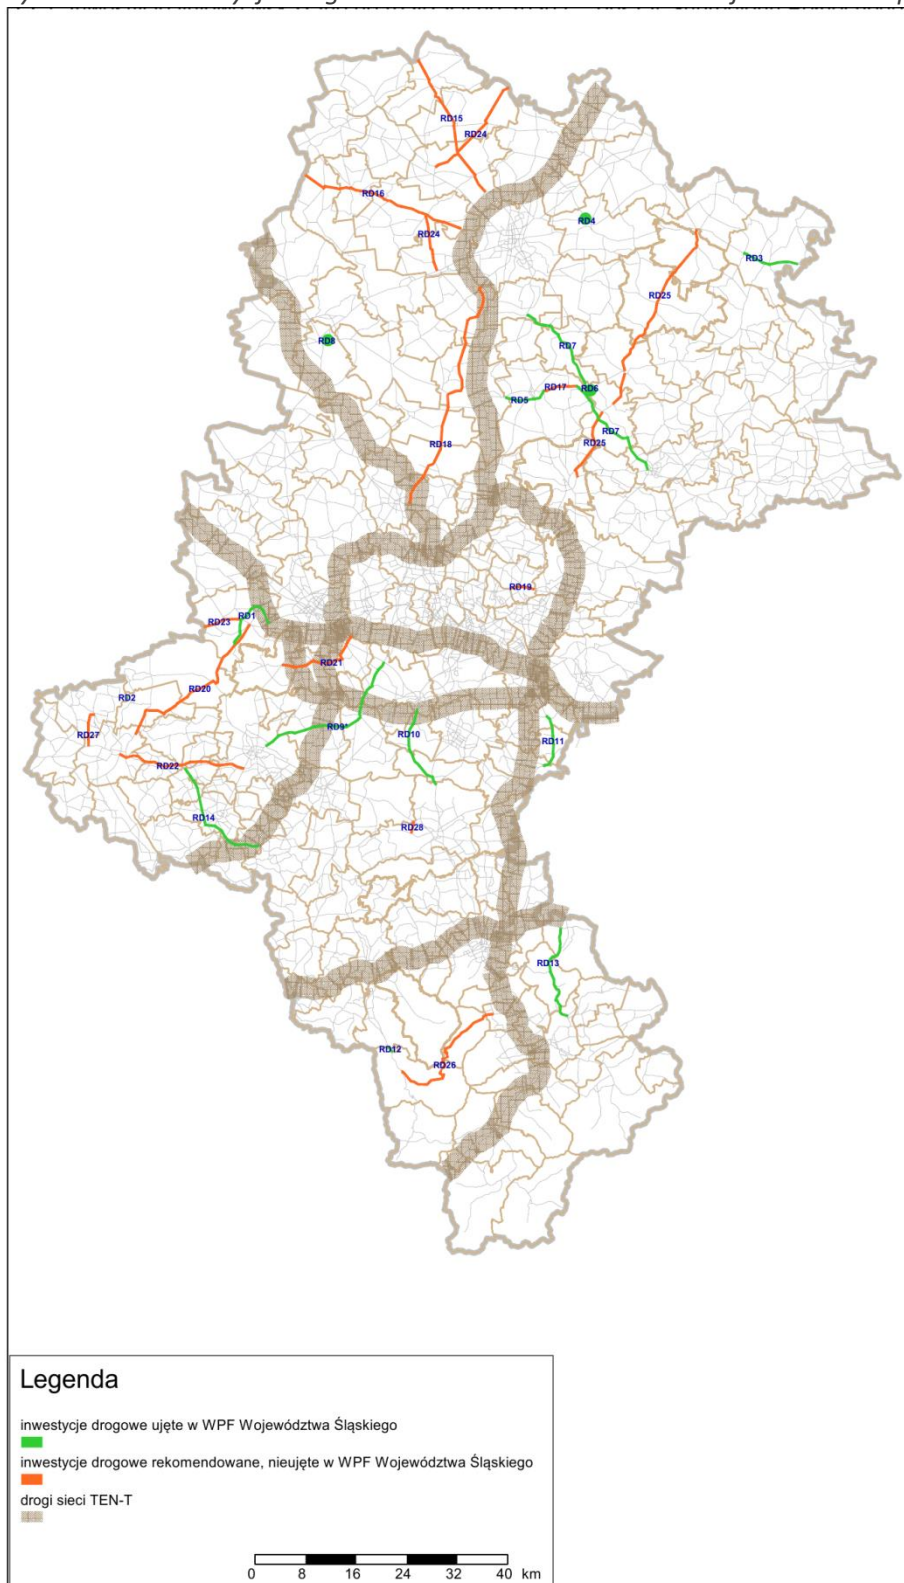 RD15
RD24
RD16
RD4
RD24
RD3
RD25
RD8
RD7
RD17
RD6
RD5
RD7
RD18
RD25
RD19
RD1
RD23
RD21
RD20
RD2
RD9*
RD27
RD10
RD11
RD22
RD14
RD28
RD13
RD12
RD26
Legenda
inwestycje drogowe ujęte w WPF Województwa Śląskiego
inwestycje drogowe rekomendowane, nieujęte w WPF Województwa Śląskiego
drogi sieci TEN-T
0 8 16 24 32 40 km